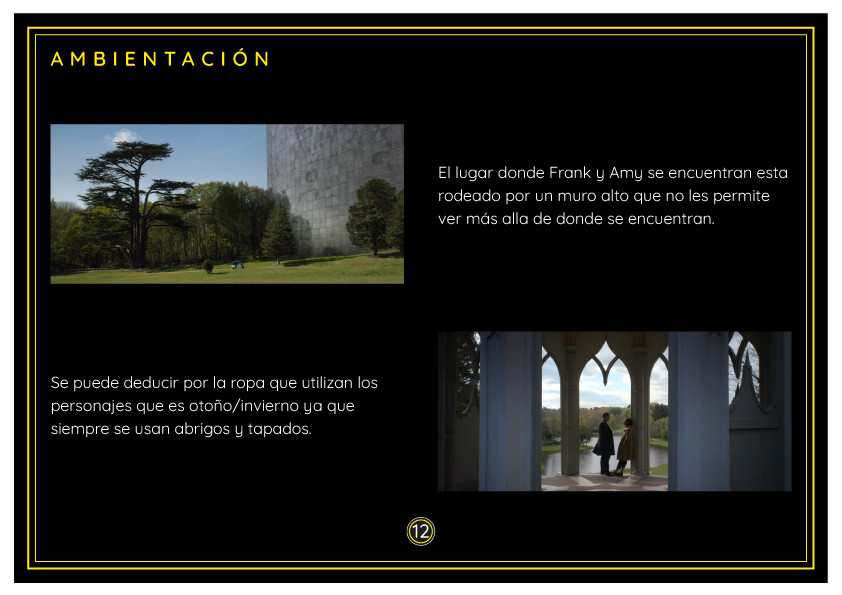 AMBIENTACIÓN
El lugar donde Frank y Amy se encuentran esta
rodeado por un muro alto que no les permite
ver más alla de donde se encuentran.
Se puede deducir por la ropa que utilizan los
personajes que es otoño/invierno ya que
siempre se usan abrigos y tapados.
12